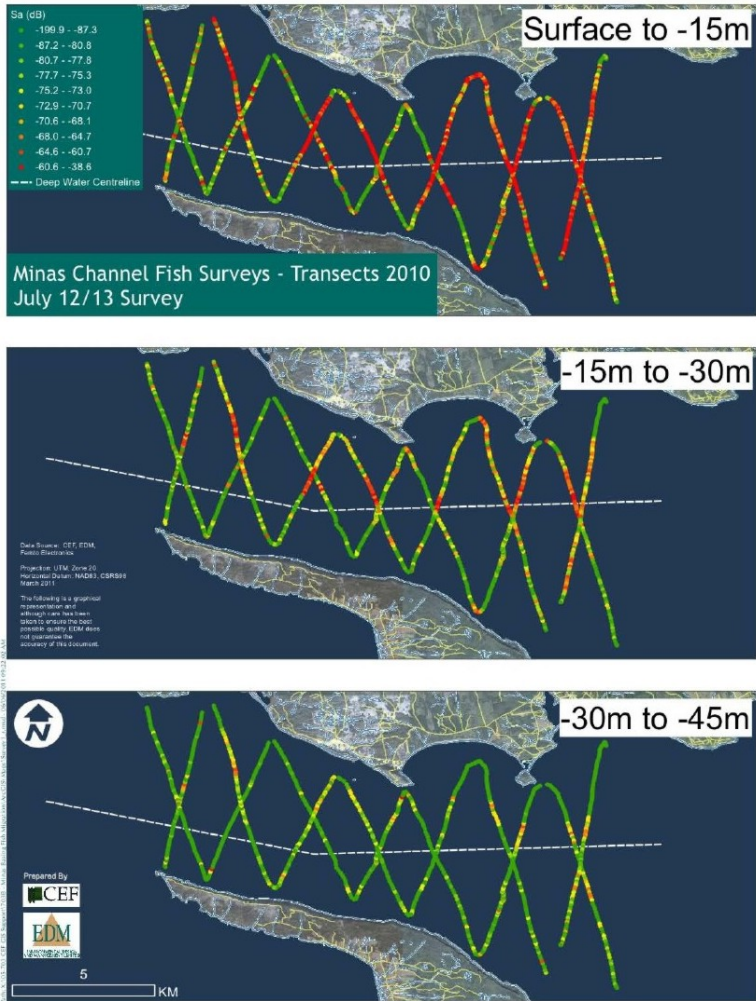 Sa (dB)
-199.9 - -87.3
-87.2 - -80.8
-80.7 - -77.8
-77.7 - -75.3
-75.2 - -73.0
-72.9 - -70.7
-70.6 - -68.1
-68.0 - -64.7
-64.6 - -60.7
-60.6 - -38.6
Deep Water Centreline
Surface to -15m
Minas Channel Fish Surveys - Transects 2010
July 12/13 Survey
-15m to -30m
Data Source: CEF, EDM,
Femto Electronics
Projection: UTM, Zone 20
Horizontal Datum: NAD83, CSRS98
March 2011
The following is a graphical
representation and
although care has been
taken to ensure the best
possible quality, EDM does
not guarantee the
accuracy of this document.
-30m to -45m
N
Prepared By
CEF
EDM
5
KM